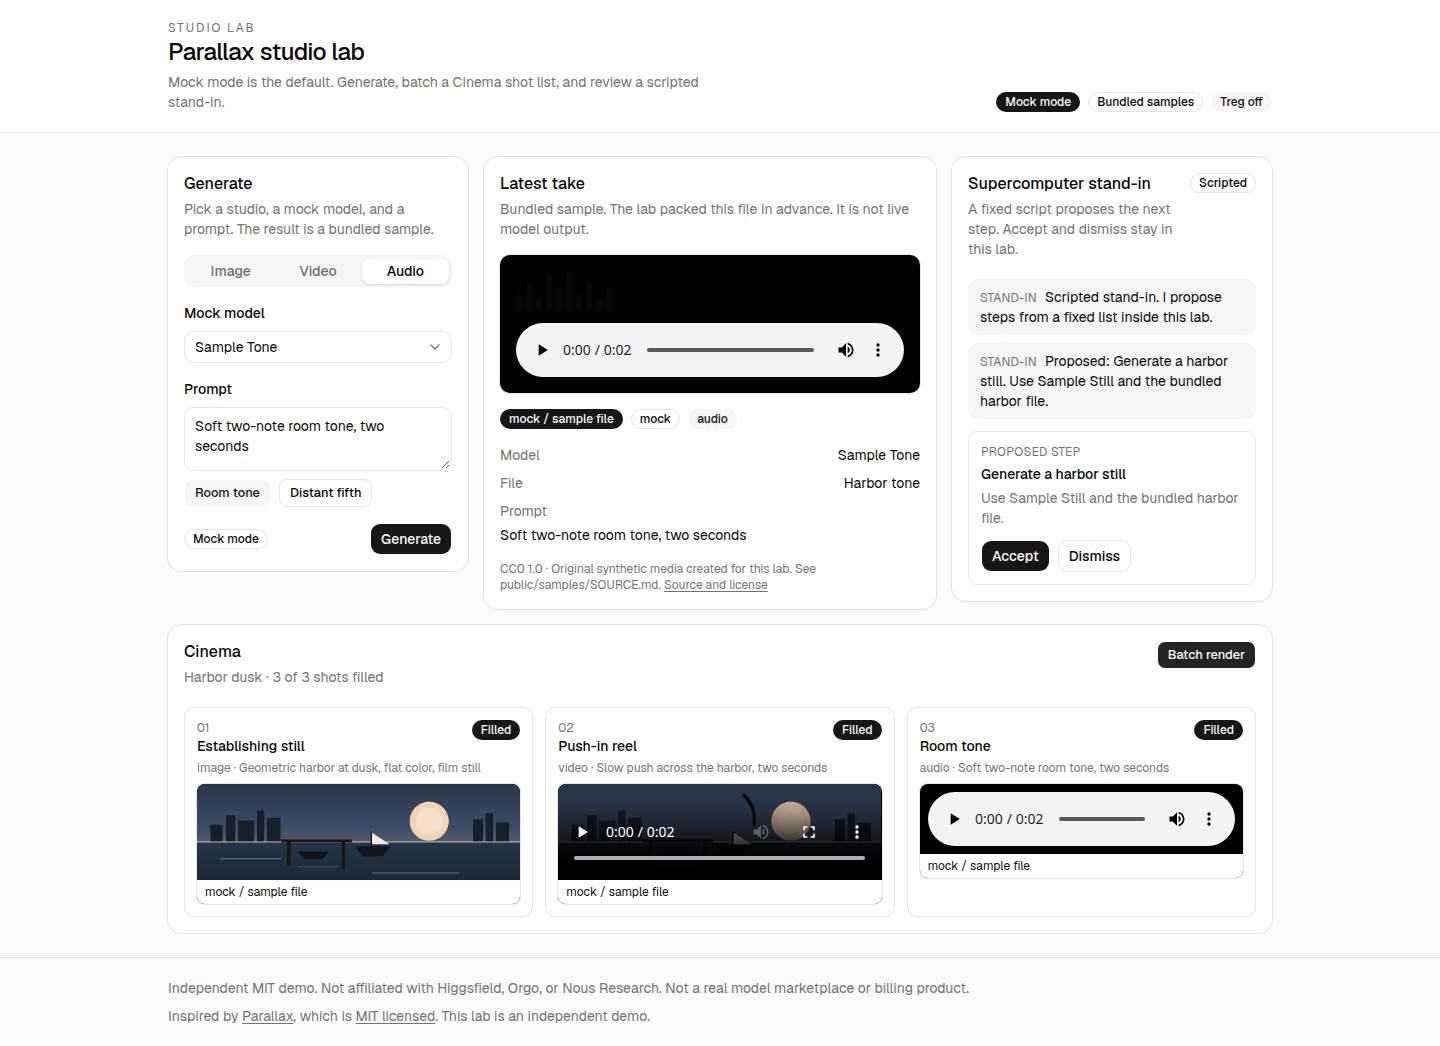 STUDIO LAB
Parallax studio lab
Mock mode is the default. Generate, batch a Cinema shot list, and review a scripted
stand-in.
Mock mode
Bundled samples
Treg off
Generate
Pick a studio, a mock model, and a
prompt. The result is a bundled sample.
Image
Video
Audio
Mock model
Sample Tone
Prompt
Soft two-note room tone, two
seconds
Room tone
Distant fifth
Mock mode
Generate
Latest take
Bundled sample. The lab packed this file in advance. It is not live
model output.
0:00 / 0:02
mock / sample file
mock
audio
Model
Sample Tone
File
Harbor tone
Prompt
Soft two-note room tone, two seconds
CC0 1.0 · Original synthetic media created for this lab. See
public/samples/SOURCE.md. Source and license
Supercomputer stand-in
Scripted
A fixed script proposes the next
step. Accept and dismiss stay in
this lab.
STAND-IN Scripted stand-in. I propose
steps from a fixed list inside this lab.
STAND-IN Proposed: Generate a harbor
still. Use Sample Still and the bundled
harbor file.
PROPOSED STEP
Generate a harbor still
Use Sample Still and the bundled harbor
file.
Accept
Dismiss
Cinema
Harbor dusk · 3 of 3 shots filled
Batch render
01
Filled
Establishing still
image · Geometric harbor at dusk, flat color, film still
mock / sample file
02
Filled
Push-in reel
video · Slow push across the harbor, two seconds
0:00 / 0:02
mock / sample file
03
Filled
Room tone
audio · Soft two-note room tone, two seconds
0:00 / 0:02
mock / sample file
Independent MIT demo. Not affiliated with Higgsfield, Orgo, or Nous Research. Not a real model marketplace or billing product.
Inspired by Parallax, which is MIT licensed. This lab is an independent demo.